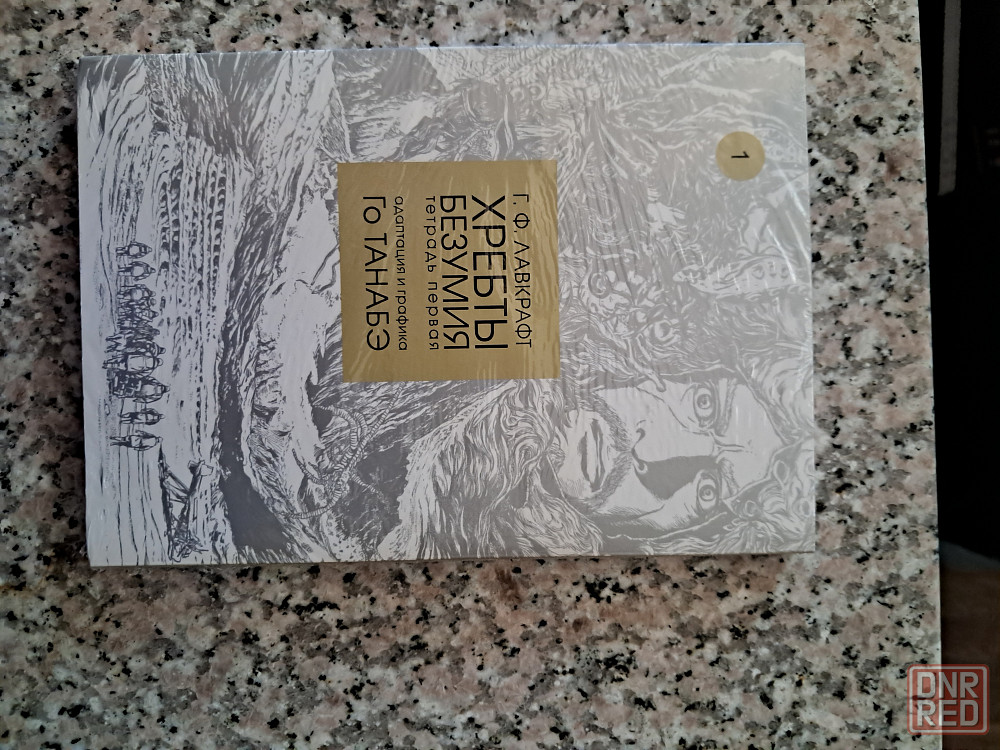 1
Г. Ф. ЛАВКРАФТ
ХРЕБТЫ
БЕЗУМИЯ
тетрадь первая
адаптация и графика
Го ТАНАБЭ
DNR
RED